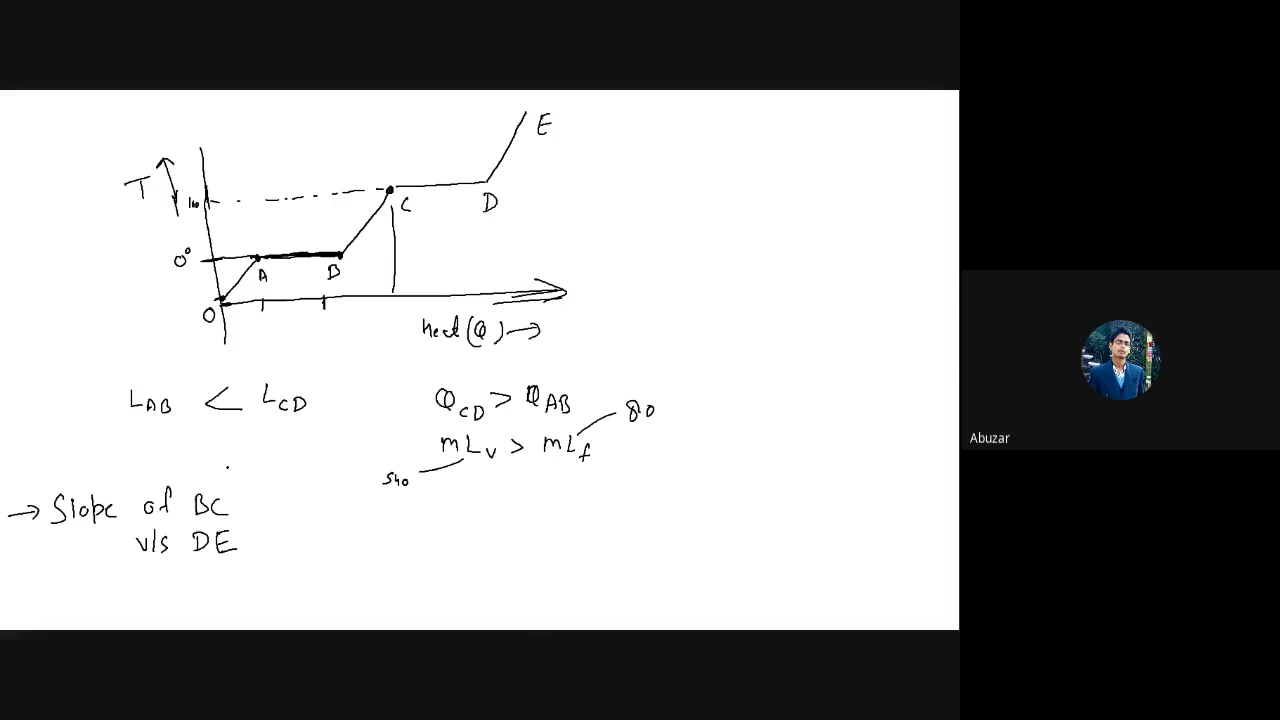 E
T
100
C
D
0°
A
B
O
heat (Q) →
L_AB < L_CD
Q_CD > Q_AB
80
mL_v > mL_f
540
→ Slope of BC
v/s DE
Abuzar